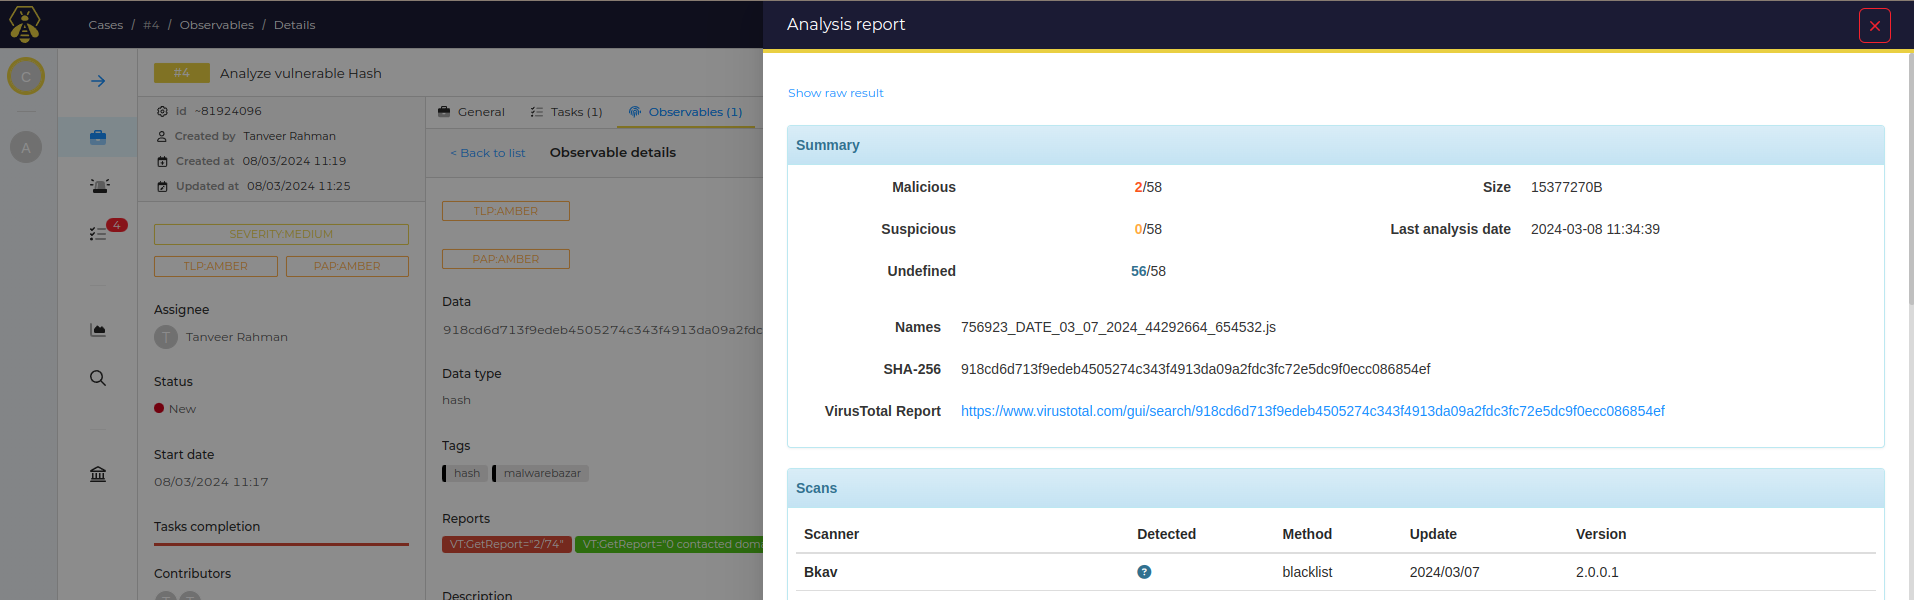 Cases / #4 / Observables / Details
C
A
4
#4 Analyze vulnerable Hash
id ~81924096
Created by Tanveer Rahman
Created at 08/03/2024 11:19
Updated at 08/03/2024 11:25
SEVERITY:MEDIUM
TLP:AMBER PAP:AMBER
Assignee
T Tanveer Rahman
Status
New
Start date
08/03/2024 11:17
Tasks completion
Contributors
General Tasks (1) Observables (1)
< Back to list Observable details
TLP:AMBER
PAP:AMBER
Data
918cd6d713f9edeb4505274c343f4913da09a2fdc
Data type
hash
Tags
hash malwarebazar
Reports
VT:GetReport="2/74" VT:GetReport="0 contacted dom
Description
Analysis report
Show raw result
Summary
Malicious 2/58 Size 15377270B
Suspicious 0/58 Last analysis date 2024-03-08 11:34:39
Undefined 56/58
Names 756923_DATE_03_07_2024_44292664_654532.js
SHA-256 918cd6d713f9edeb4505274c343f4913da09a2fdc3fc72e5dc9f0ecc086854ef
VirusTotal Report https://www.virustotal.com/gui/search/918cd6d713f9edeb4505274c343f4913da09a2fdc3fc72e5dc9f0ecc086854ef
Scans
Scanner Detected Method Update Version
Bkav ? blacklist 2024/03/07 2.0.0.1